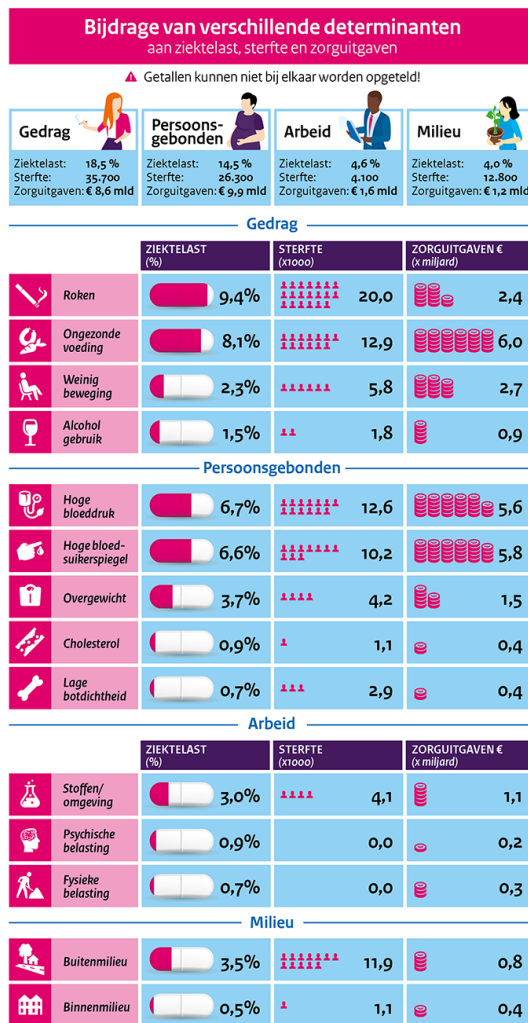 Bijdrage van verschillende determinanten
aan ziektelast, sterfte en zorguitgaven
Getallen kunnen niet bij elkaar worden opgeteld!
Gedrag
Ziektelast: 18,5 %
Sterfte: 35.700
Zorguitgaven: € 8,6 mld
Persoons-
gebonden
Ziektelast: 14,5 %
Sterfte: 26.300
Zorguitgaven: € 9,9 mld
Arbeid
Ziektelast: 4,6 %
Sterfte: 4.100
Zorguitgaven: € 1,6 mld
Milieu
Ziektelast: 4,0 %
Sterfte: 12.800
Zorguitgaven: € 1,2 mld
Gedrag
ZIEKTELAST STERFTE ZORGUITGAVEN €
(%) (x1000) (x miljard)
Roken 9,4% 20,0 2,4
Ongezonde
voeding 8,1% 12,9 6,0
Weinig
beweging 2,3% 5,8 2,7
Alcohol
gebruik 1,5% 1,8 0,9
Persoonsgebonden
Hoge
bloeddruk 6,7% 12,6 5,6
Hoge bloed-
suikerspiegel 6,6% 10,2 5,8
Overgewicht 3,7% 4,2 1,5
Cholesterol 0,9% 1,1 0,4
Lage
botdichtheid 0,7% 2,9 0,4
Arbeid
ZIEKTELAST STERFTE ZORGUITGAVEN €
(%) (x1000) (x miljard)
Stoffen/
omgeving 3,0% 4,1 1,1
Psychische
belasting 0,9% 0,0 0,2
Fysieke
belasting 0,7% 0,0 0,3
Milieu
Buitenmilieu 3,5% 11,9 0,8
Binnenmilieu 0,5% 1,1 0,4